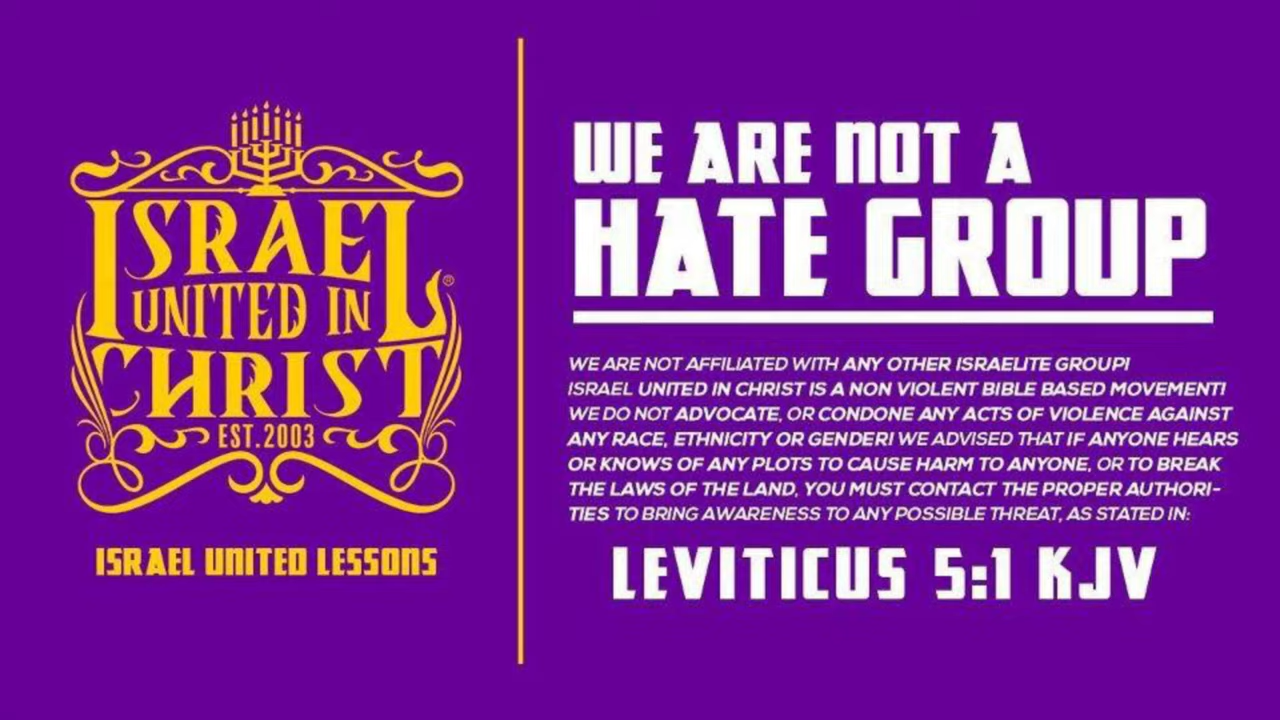 ISRAEL
UNITED IN
CHRIST
EST.2003
ISRAEL UNITED LESSONS
WE ARE NOT A
HATE GROUP
WE ARE NOT AFFILIATED WITH ANY OTHER ISRAELITE GROUP!
ISRAEL UNITED IN CHRIST IS A NON VIOLENT BIBLE BASED MOVEMENT!
WE DO NOT ADVOCATE, OR CONDONE ANY ACTS OF VIOLENCE AGAINST
ANY RACE, ETHNICITY OR GENDER! WE ADVISED THAT IF ANYONE HEARS
OR KNOWS OF ANY PLOTS TO CAUSE HARM TO ANYONE, OR TO BREAK
THE LAWS OF THE LAND, YOU MUST CONTACT THE PROPER AUTHORI-
TIES TO BRING AWARENESS TO ANY POSSIBLE THREAT, AS STATED IN:
LEVITICUS 5:1 KJV